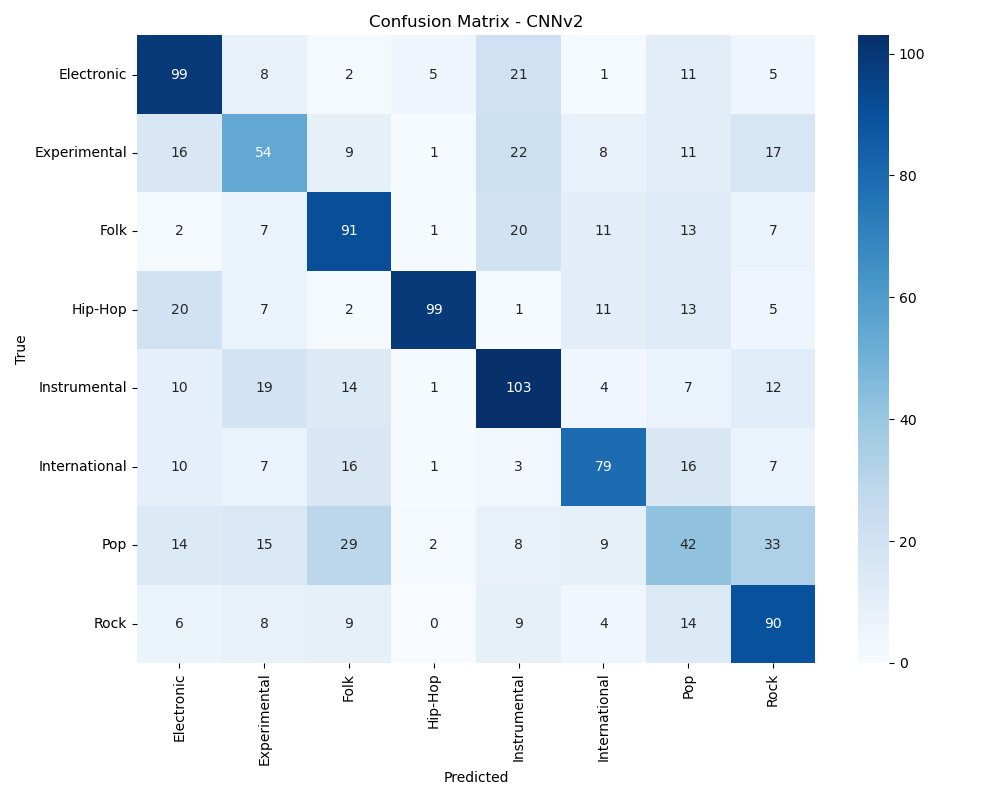 Confusion Matrix - CNNv2
True
Electronic 99 8 2 5 21 1 11 5
Experimental 16 54 9 1 22 8 11 17
Folk 2 7 91 1 20 11 13 7
Hip-Hop 20 7 2 99 1 11 13 5
Instrumental 10 19 14 1 103 4 7 12
International 10 7 16 1 3 79 16 7
Pop 14 15 29 2 8 9 42 33
Rock 6 8 9 0 9 4 14 90
Electronic Experimental Folk Hip-Hop Instrumental International Pop Rock
Predicted
100
80
60
40
20
0